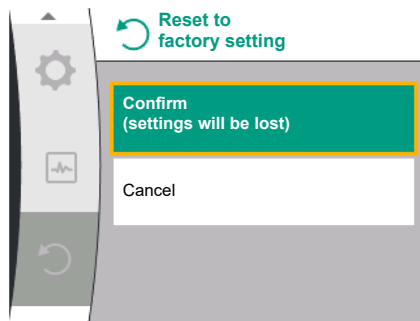 Reset to
factory setting
Confirm
(settings will be lost)
Cancel